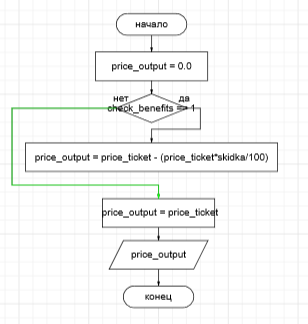 начало
price_output = 0.0
нет
да
check_benefits == 1
price_output = price_ticket - (price_ticket*skidka/100)
price_output = price_ticket
price_output
конец